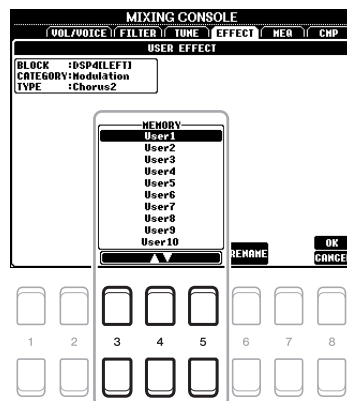 MIXING CONSOLE
VOL/VOICE FILTER TUNE EFFECT MEQ CMP
USER EFFECT
BLOCK :DSP4[LEFT]
CATEGORY:Modulation
TYPE :Chorus2
MEMORY
User1
User2
User3
User4
User5
User6
User7
User8
User9
User10
▲▼
RENAME
OK
CANCEL
1 2 3 4 5 6 7 8